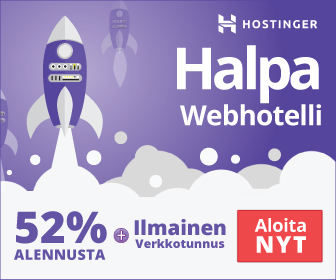 HOSTINGER
Halpa
Webhotelli
52%
ALENNUSTA
+
Ilmainen
Verkkotunnus
Aloita
NYT